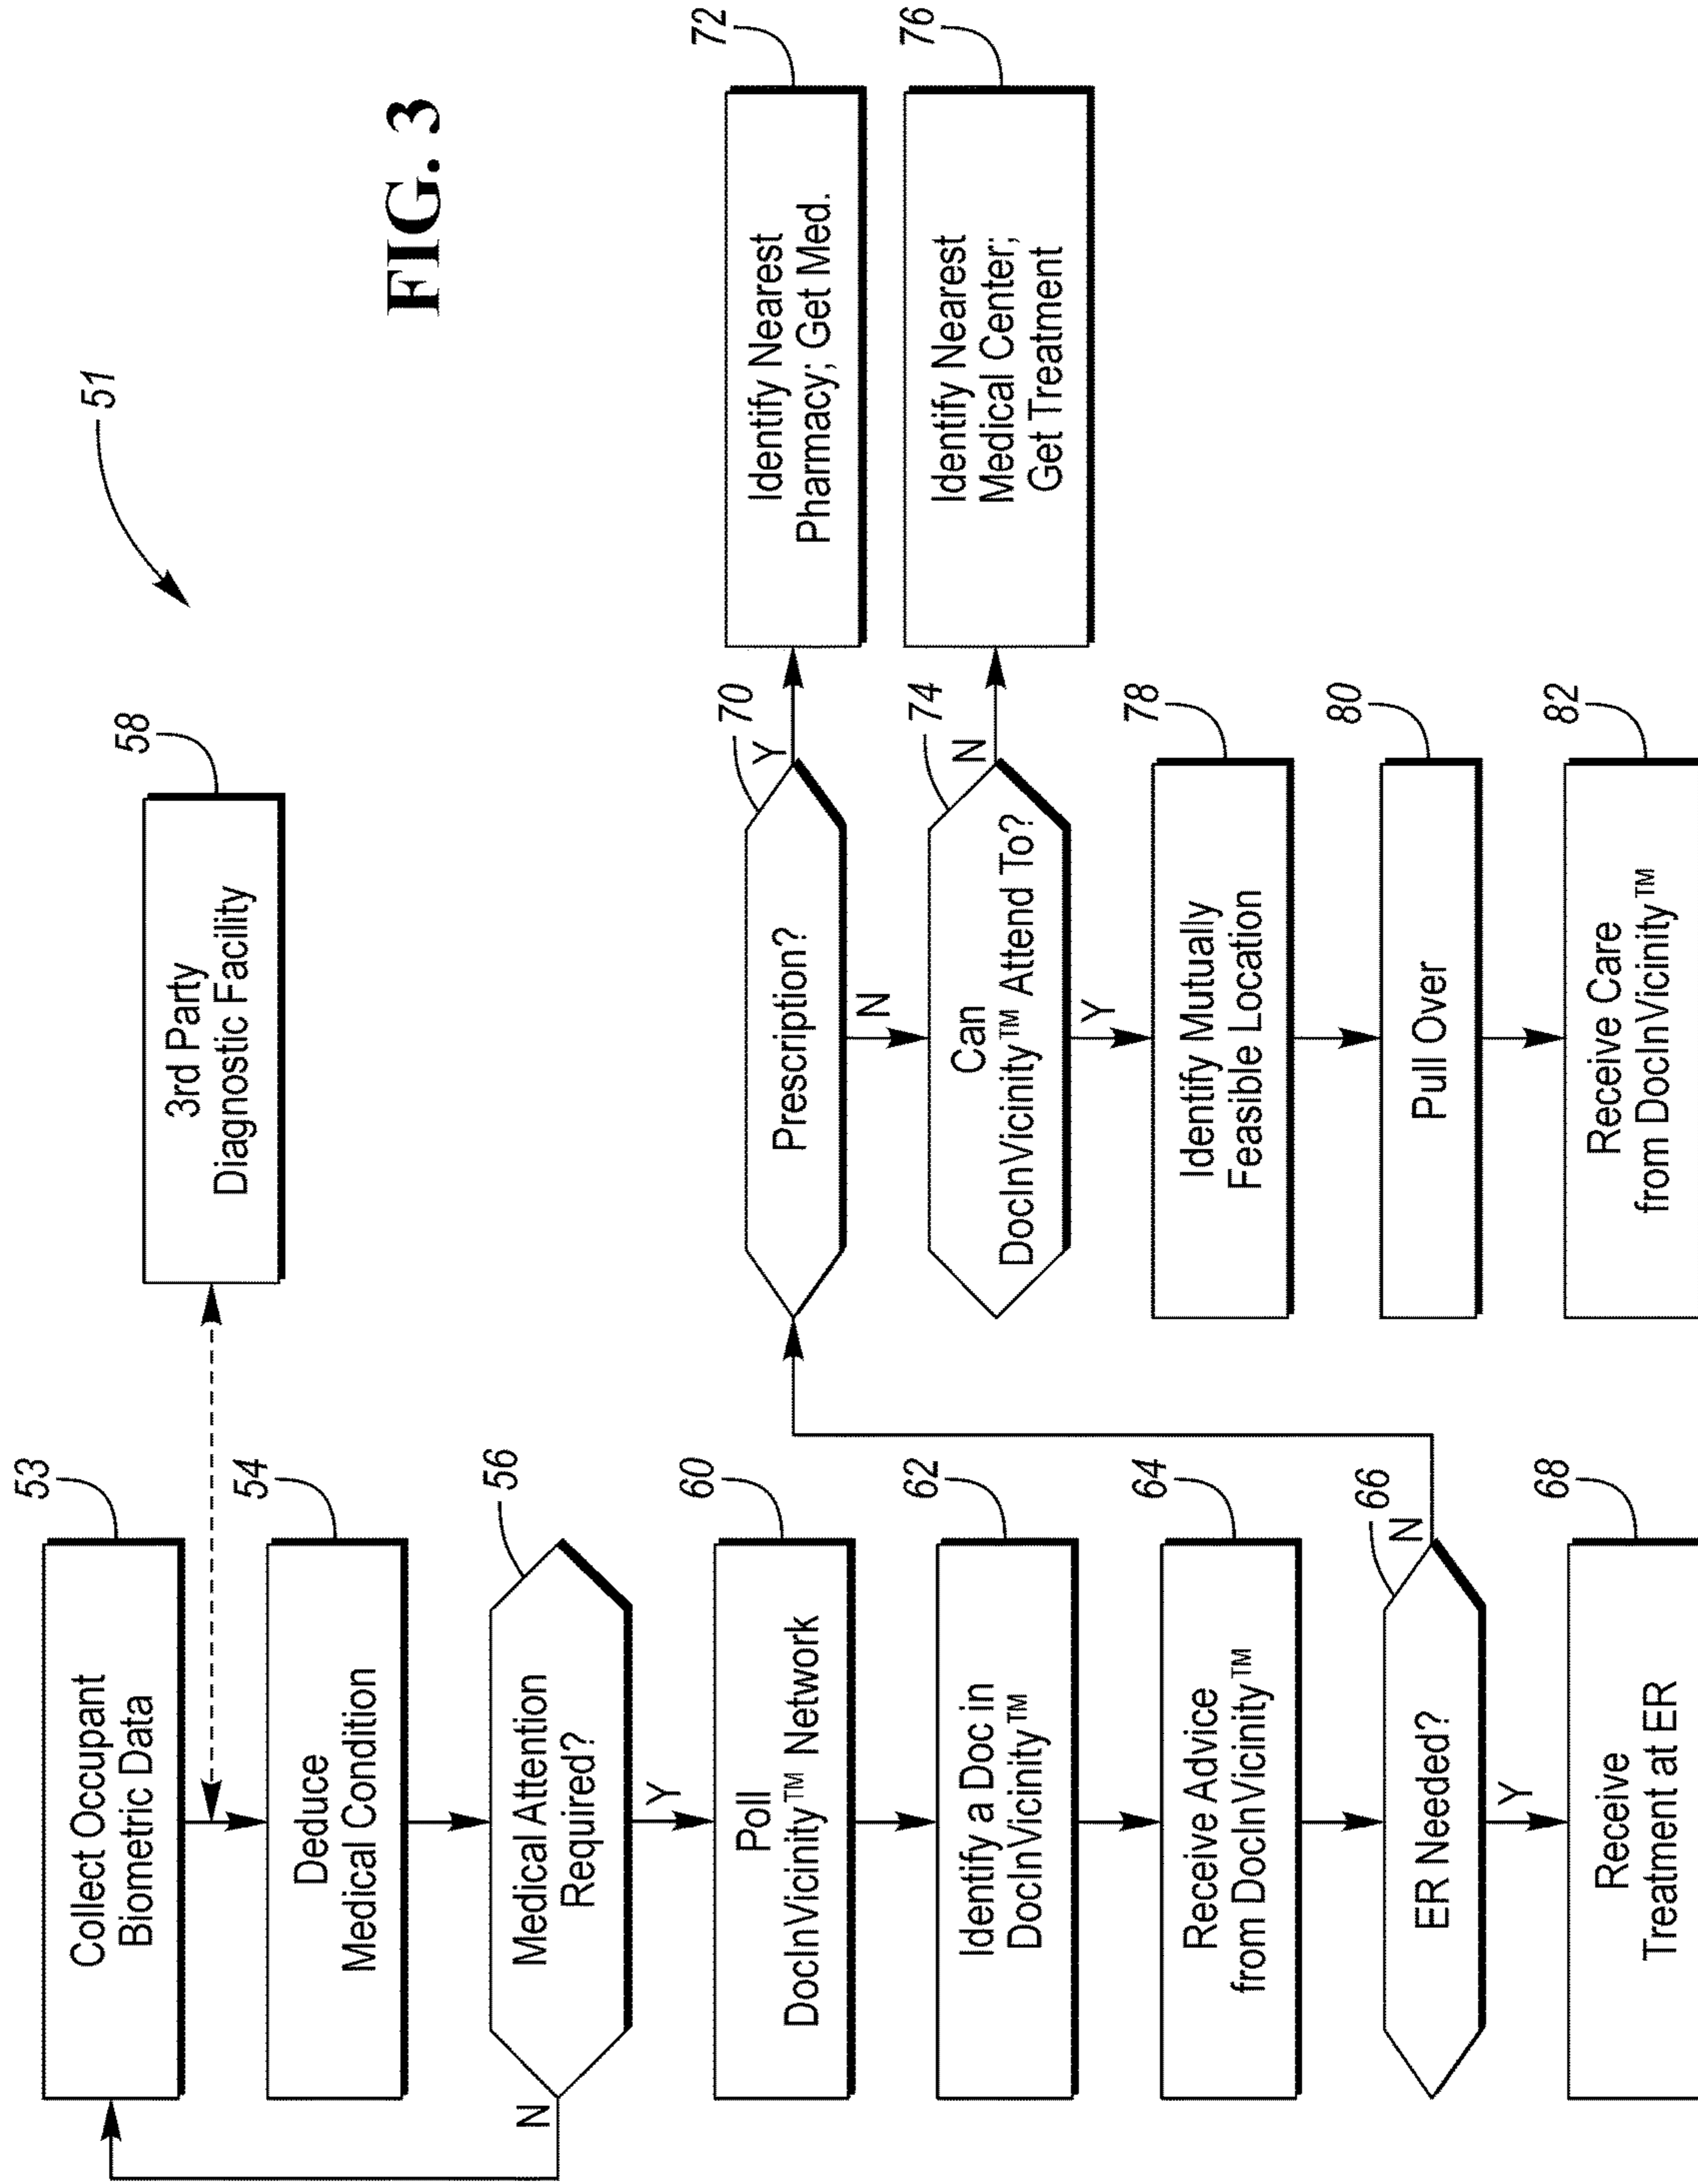 FIG. 3
51
53
Collect Occupant
Biometric Data
58
3rd Party
Diagnostic Facility
54
Deduce
Medical Condition
56
Medical Attention
Required?
N
Y
60
Poll
DocInVicinity™ Network
62
Identify a Doc in
DocInVicinity™
64
Receive Advice
from DocInVicinity™
66
ER Needed?
N
Y
68
Receive
Treatment at ER
70
Prescription?
Y
N
72
Identify Nearest
Pharmacy; Get Med.
74
Can
DocInVicinity™ Attend To?
N
Y
76
Identify Nearest
Medical Center;
Get Treatment
78
Identify Mutually
Feasible Location
80
Pull Over
82
Receive Care
from DocInVicinity™